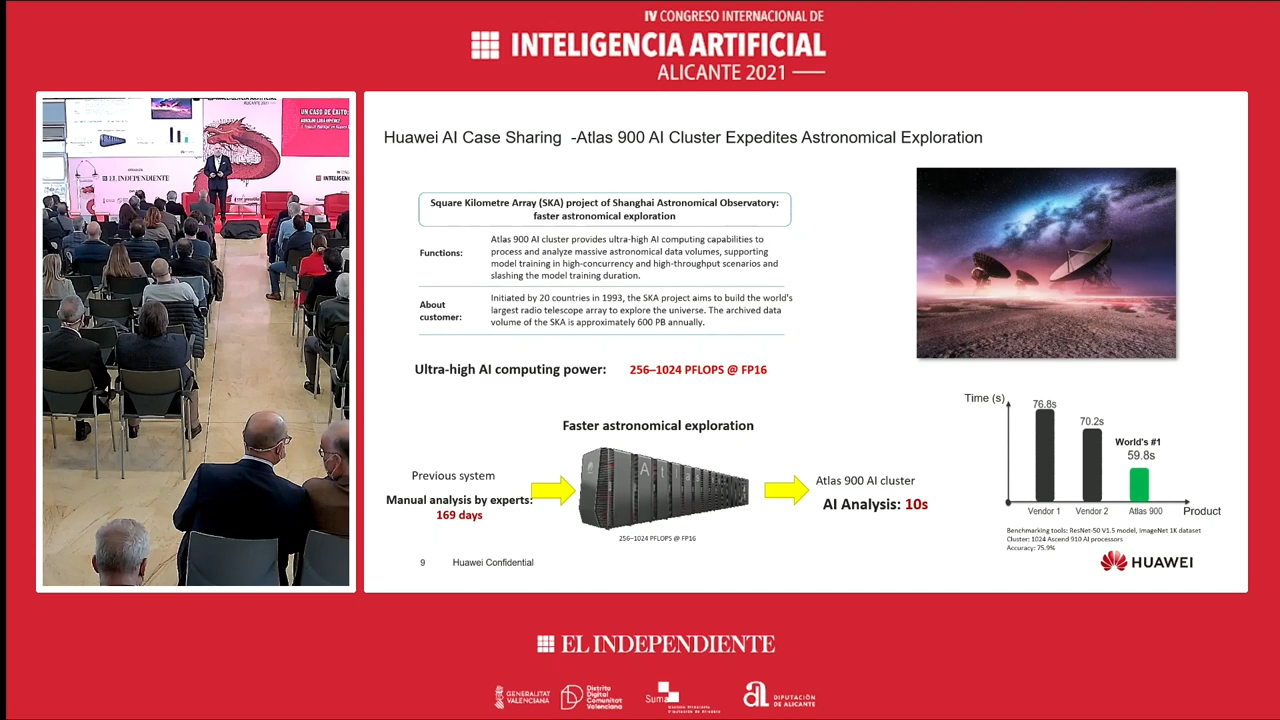 IV CONGRESO INTERNACIONAL DE
INTELIGENCIA ARTIFICIAL
ALICANTE 2021
UN CASO DE ÉXITO:
EL INDEPENDIENTE
Huawei AI Case Sharing -Atlas 900 AI Cluster Expedites Astronomical Exploration
Square Kilometre Array (SKA) project of Shanghai Astronomical Observatory:
faster astronomical exploration
Functions:
Atlas 900 AI cluster provides ultra-high AI computing capabilities to
process and analyze massive astronomical data volumes, supporting
model training in high-concurrency and high-throughput scenarios and
slashing the model training duration.
About
customer:
Initiated by 20 countries in 1993, the SKA project aims to build the world's
largest radio telescope array to explore the universe. The archived data
volume of the SKA is approximately 600 PB annually.
Ultra-high AI computing power: 256–1024 PFLOPS @ FP16
Faster astronomical exploration
Previous system
Manual analysis by experts:
169 days
Atlas
256–1024 PFLOPS @ FP16
Atlas 900 AI cluster
AI Analysis: 10s
Time (s)
76.8s
70.2s
World's #1
59.8s
Vendor 1 Vendor 2 Atlas 900 Product
Benchmarking tools: ResNet-50 V1.5 model, ImageNet 1K dataset
Cluster: 1024 Ascend 910 AI processors
Accuracy: 75.9%
HUAWEI
9 Huawei Confidential
EL INDEPENDIENTE
GENERALITAT
VALENCIANA
Distrito
Digital
Comunitat
Valenciana
Suma
DIPUTACIÓN
DE ALICANTE